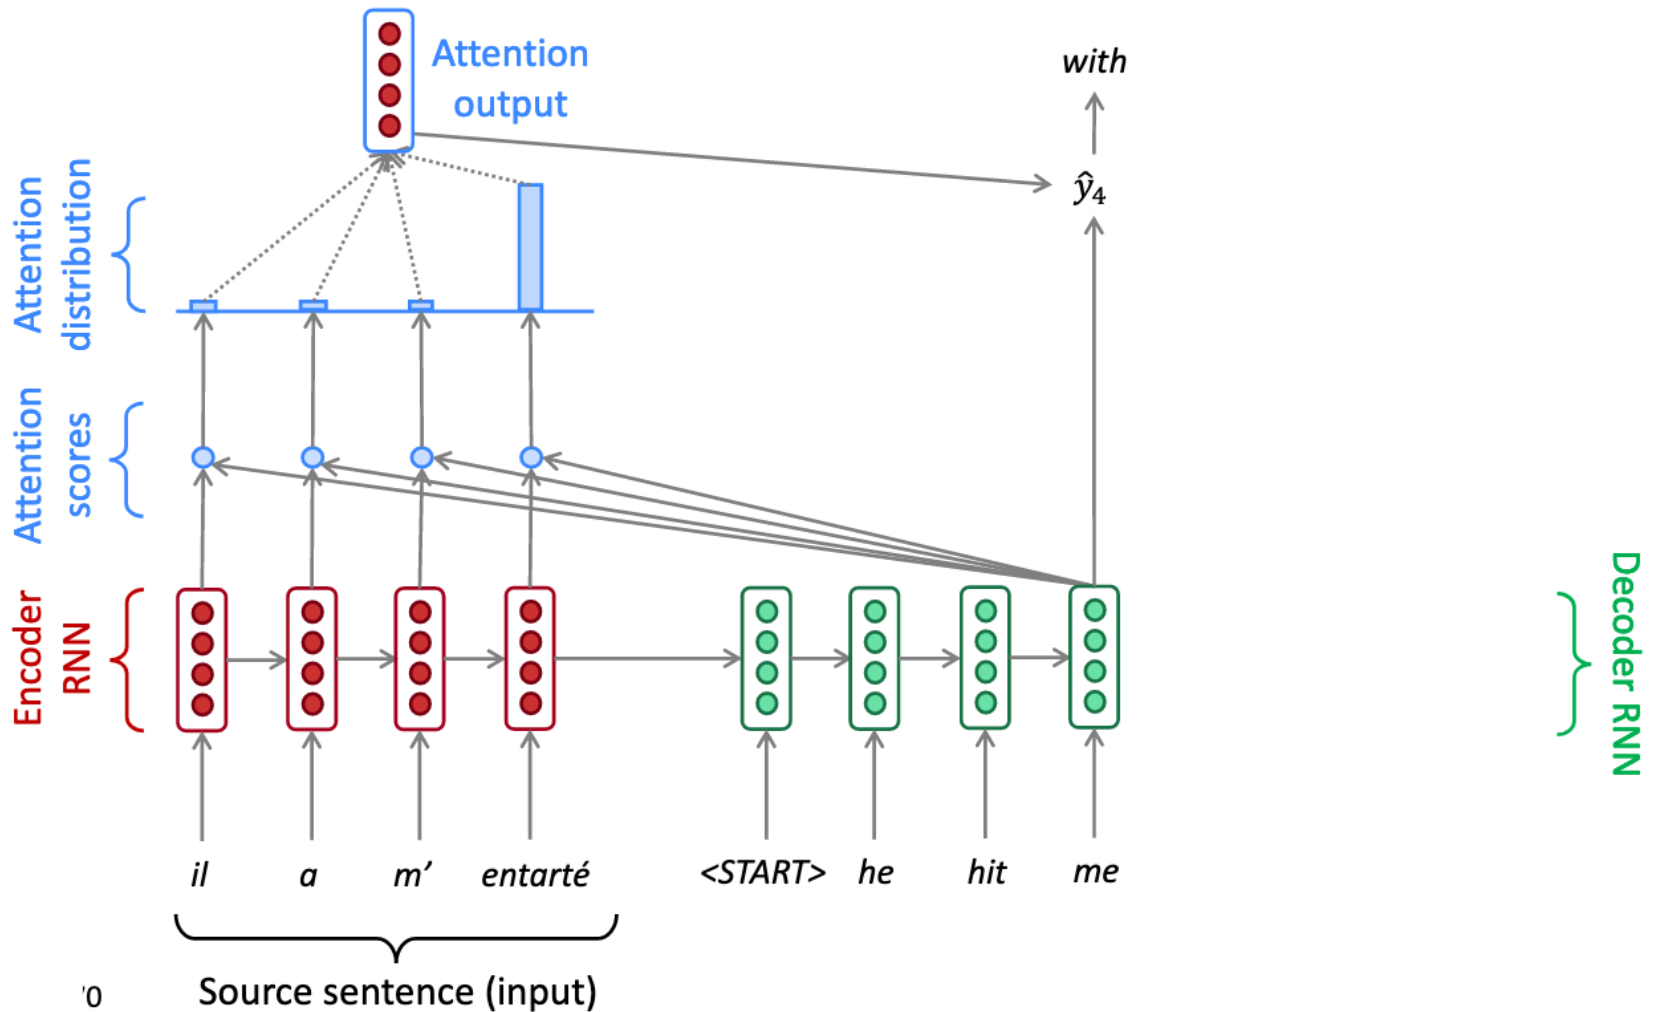 Attention
output
with
Attention
distribution
ŷ₄
Attention
scores
Encoder
RNN
Decoder RNN
il a m’ entarté <START> he hit me
Source sentence (input)
’0